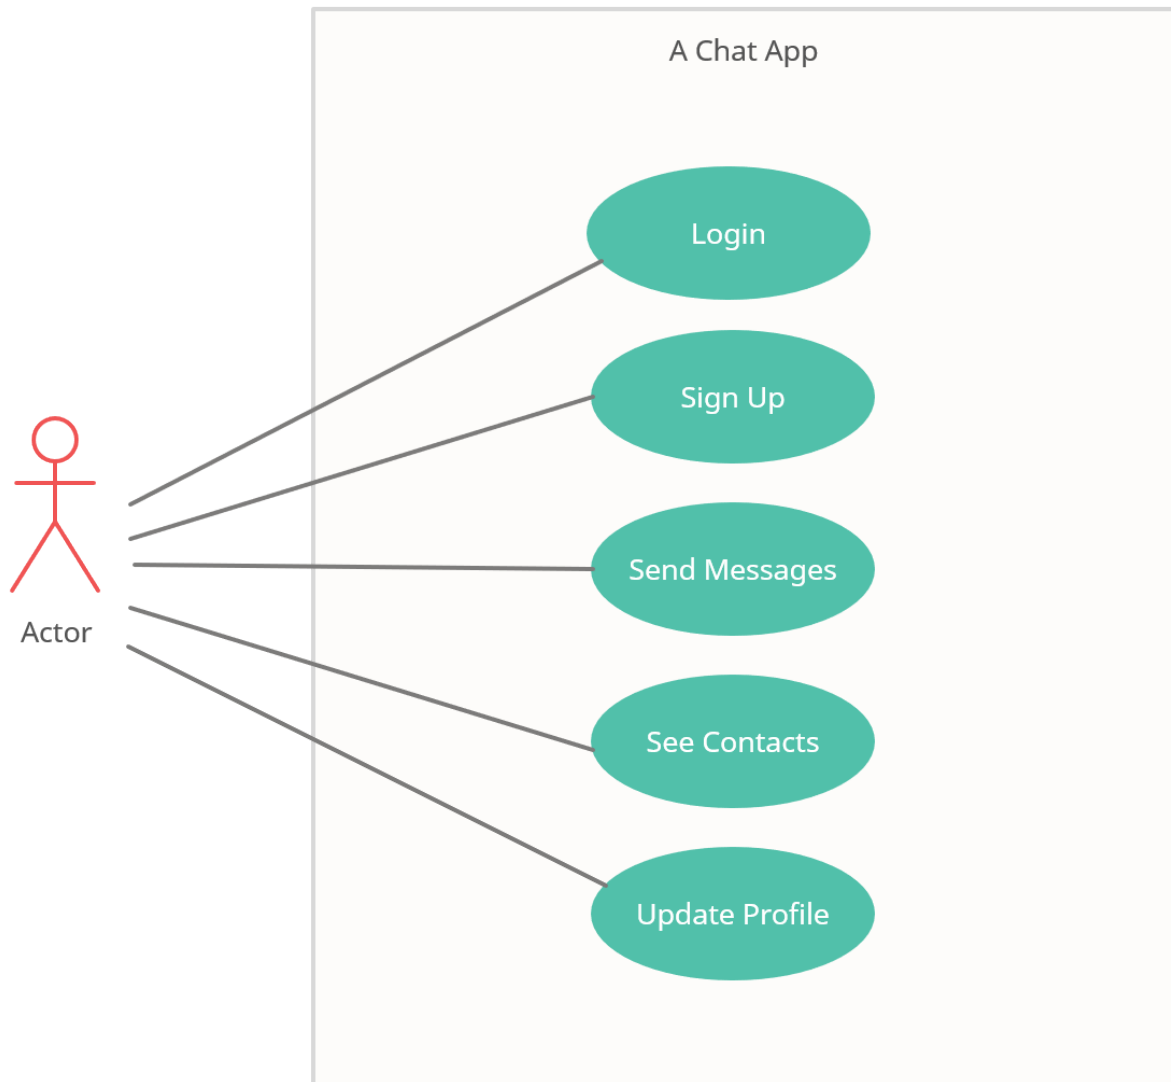 A Chat App
Login
Sign Up
Send Messages
Actor
See Contacts
Update Profile